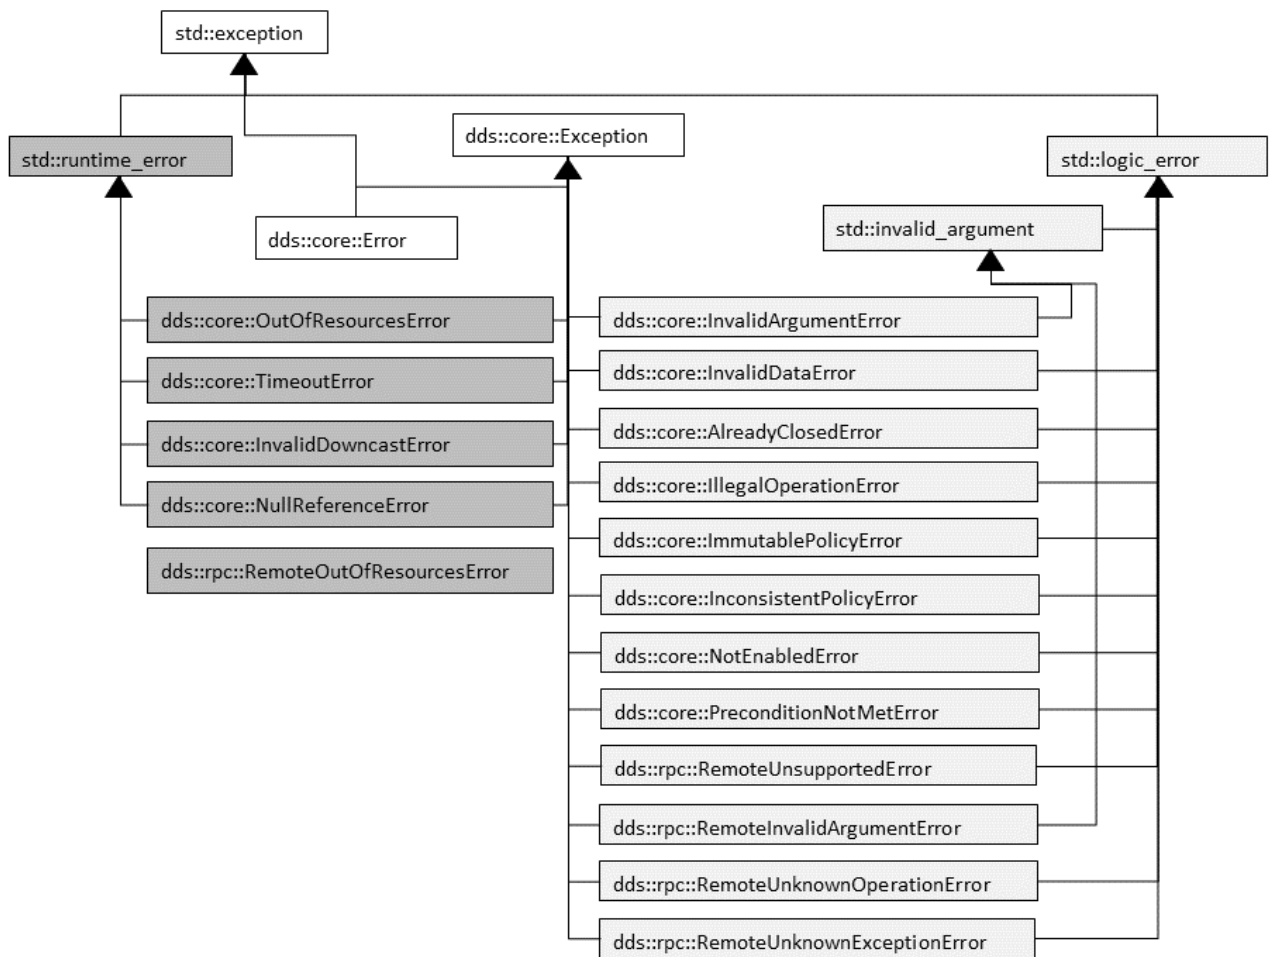 std::exception
dds::core::Exception
std::runtime_error
std::logic_error
std::invalid_argument
dds::core::Error
dds::core::OutOfResourcesError
dds::core::TimeoutError
dds::core::InvalidDowncastError
dds::core::NullReferenceError
dds::rpc::RemoteOutOfResourcesError
dds::core::InvalidArgumentError
dds::core::InvalidDataError
dds::core::AlreadyClosedError
dds::core::IllegalOperationError
dds::core::ImmutablePolicyError
dds::core::InconsistentPolicyError
dds::core::NotEnabledError
dds::core::PreconditionNotMetError
dds::rpc::RemoteUnsupportedError
dds::rpc::RemoteInvalidArgumentError
dds::rpc::RemoteUnknownOperationError
dds::rpc::RemoteUnknownExceptionError